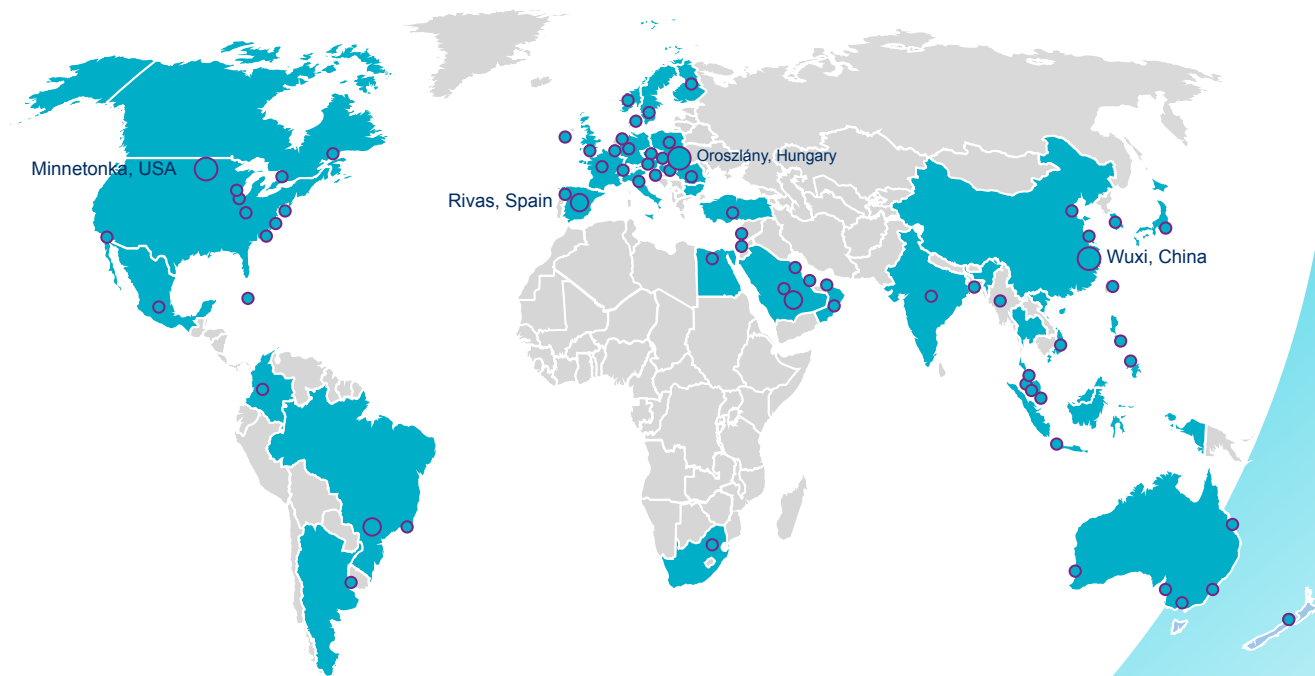 Minnetonka, USA
Oroszlány, Hungary
Rivas, Spain
Wuxi, China